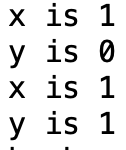 x is 1
y is 0
x is 1
y is 1